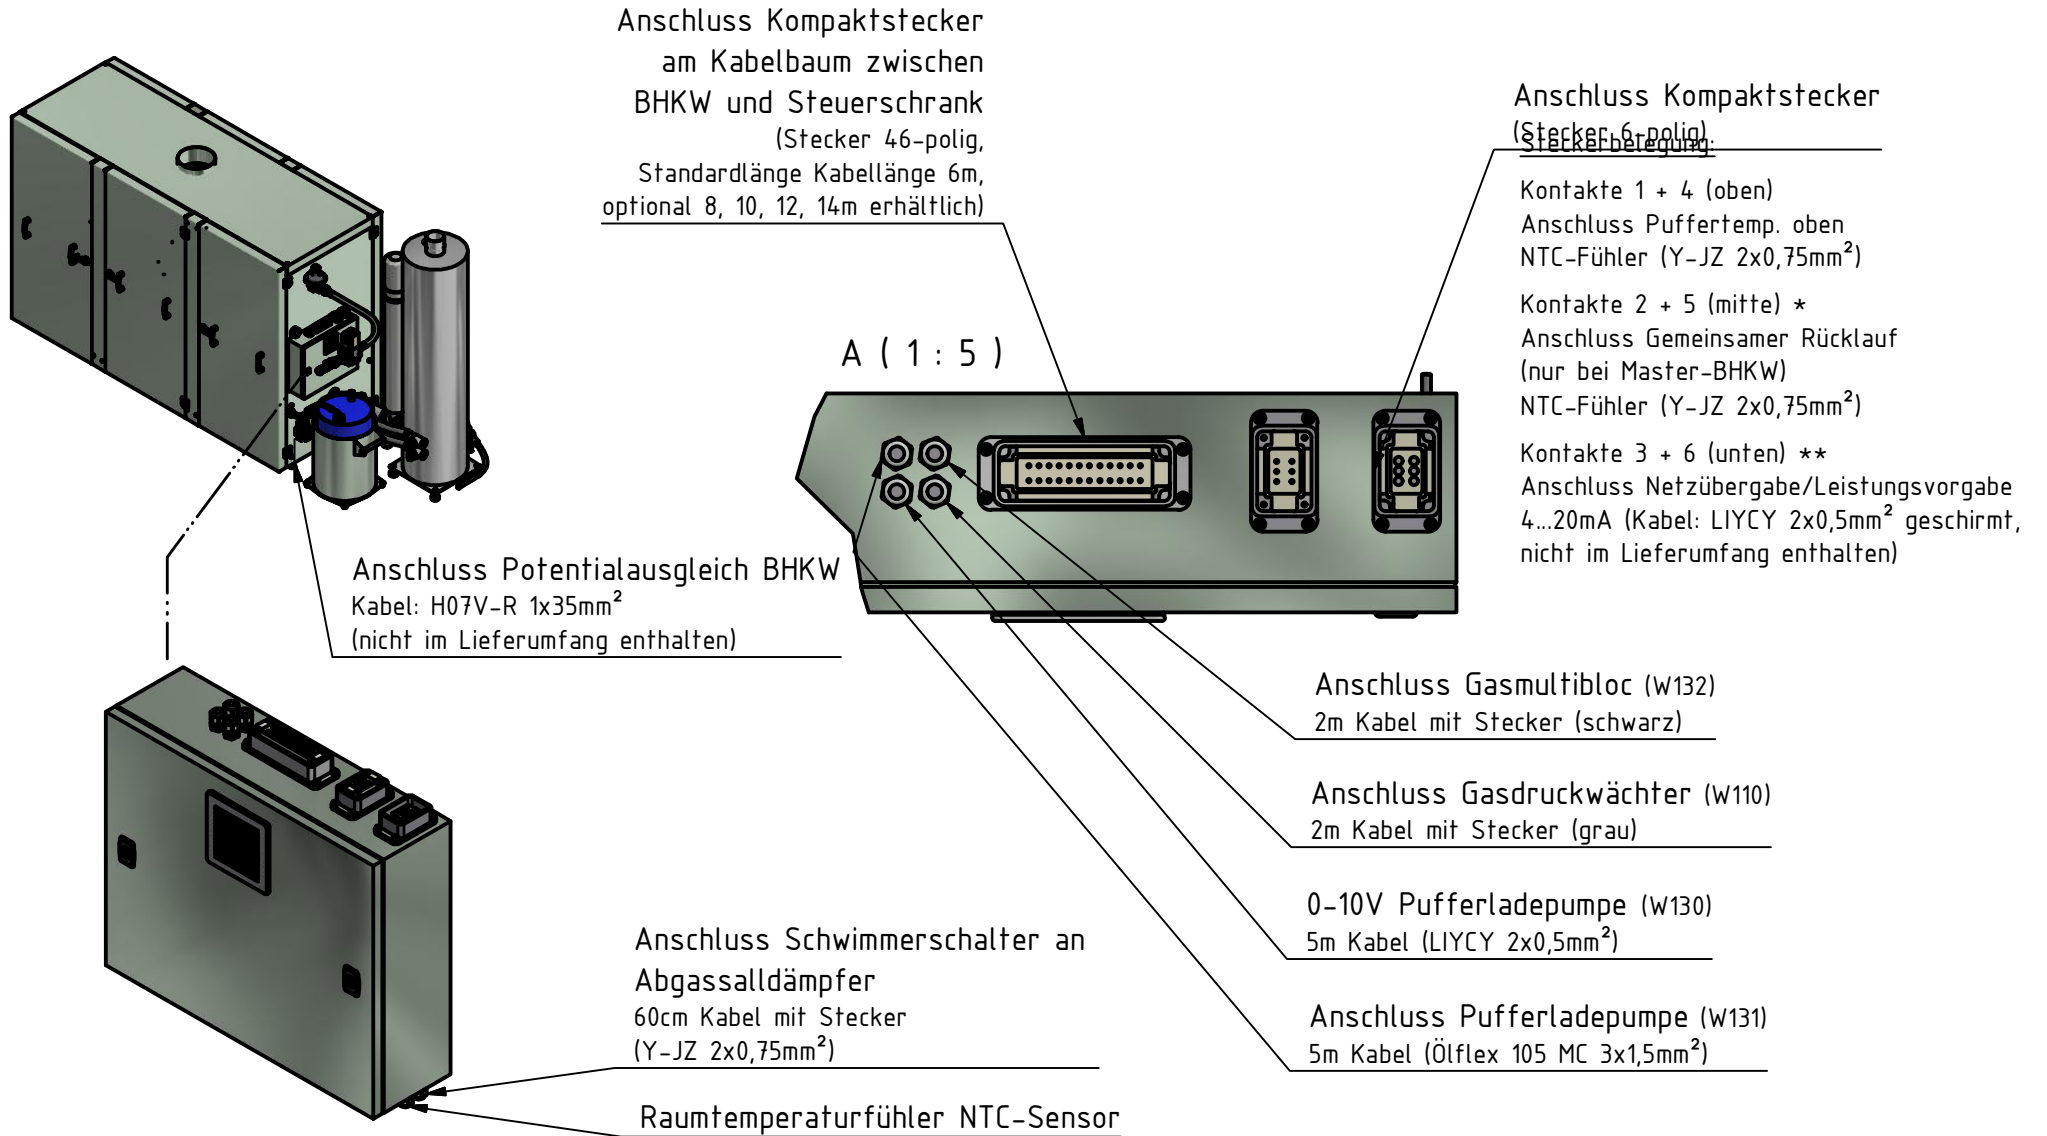 Anschluss Kompaktstecker
am Kabelbaum zwischen
BHKW und Steuerschrank
(Stecker 46-polig,
Standardlänge Kabellänge 6m,
optional 8, 10, 12, 14m erhältlich)
Anschluss Kompaktstecker
(Stecker 6-polig)
Steckerbelegung:
Kontakte 1 + 4 (oben)
Anschluss Puffertemp. oben
NTC-Fühler (Y-JZ 2x0,75mm²)
Kontakte 2 + 5 (mitte) *
Anschluss Gemeinsamer Rücklauf
(nur bei Master-BHKW)
NTC-Fühler (Y-JZ 2x0,75mm²)
Kontakte 3 + 6 (unten) **
Anschluss Netzübergabe/Leistungsvorgabe
4...20mA (Kabel: LIYCY 2x0,5mm² geschirmt,
nicht im Lieferumfang enthalten)
A ( 1 : 5 )
Anschluss Potentialausgleich BHKW
Kabel: H07V-R 1x35mm²
(nicht im Lieferumfang enthalten)
Anschluss Gasmultibloc (W132)
2m Kabel mit Stecker (schwarz)
Anschluss Gasdruckwächter (W110)
2m Kabel mit Stecker (grau)
0-10V Pufferladepumpe (W130)
5m Kabel (LIYCY 2x0,5mm²)
Anschluss Pufferladepumpe (W131)
5m Kabel (Ölflex 105 MC 3x1,5mm²)
Anschluss Schwimmerschalter an
Abgassalldämpfer
60cm Kabel mit Stecker
(Y-JZ 2x0,75mm²)
Raumtemperaturfühler NTC-Sensor